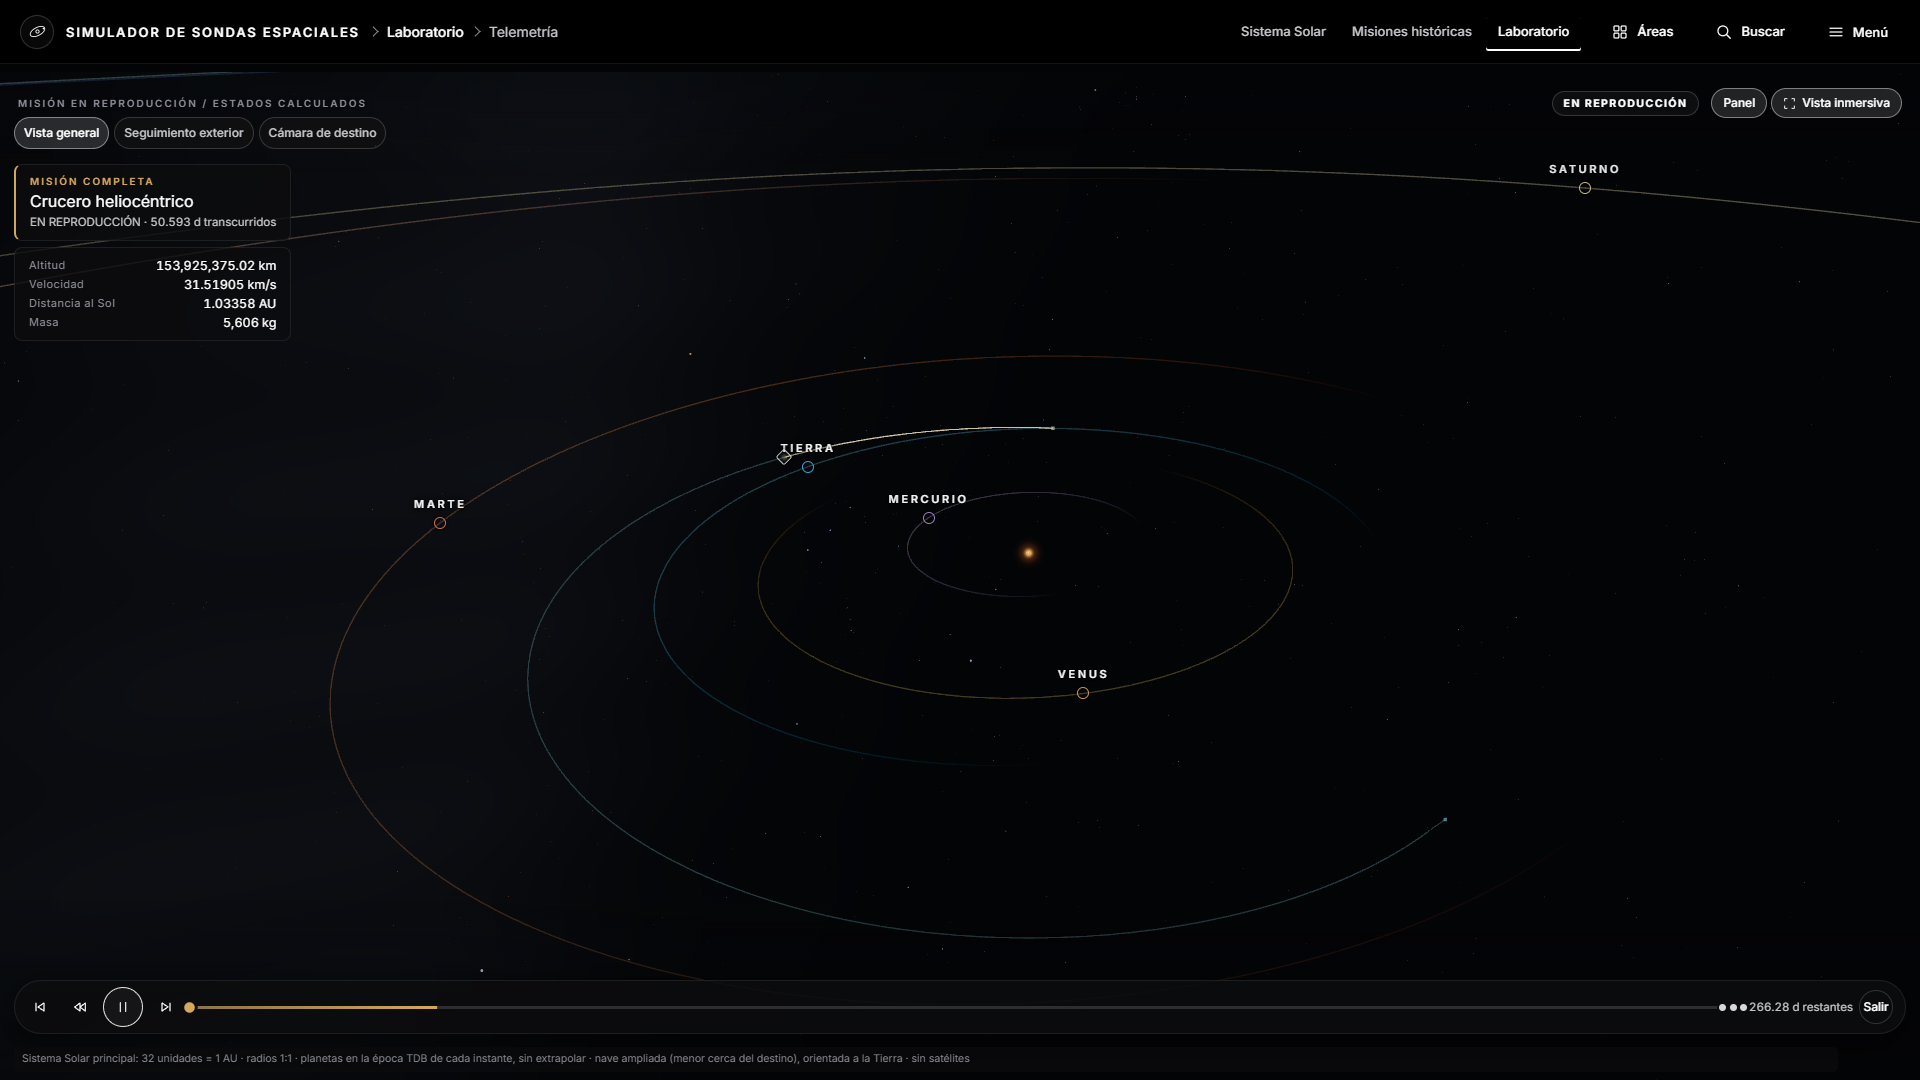 SIMULADOR DE SONDAS ESPACIALES > Laboratorio > Telemetría
Sistema Solar Misiones históricas Laboratorio Áreas Buscar Menú
MISIÓN EN REPRODUCCIÓN / ESTADOS CALCULADOS
Vista general Seguimiento exterior Cámara de destino
EN REPRODUCCIÓN Panel Vista inmersiva
MISIÓN COMPLETA
Crucero heliocéntrico
EN REPRODUCCIÓN · 50.593 d transcurridos
Altitud 153,925,375.02 km
Velocidad 31.51905 km/s
Distancia al Sol 1.03358 AU
Masa 5,606 kg
SATURNO
TIERRA
MERCURIO
MARTE
VENUS
266.28 d restantes Salir
Sistema Solar principal: 32 unidades = 1 AU · radios 1:1 · planetas en la época TDB de cada instante, sin extrapolar · nave ampliada (menor cerca del destino), orientada a la Tierra · sin satélites